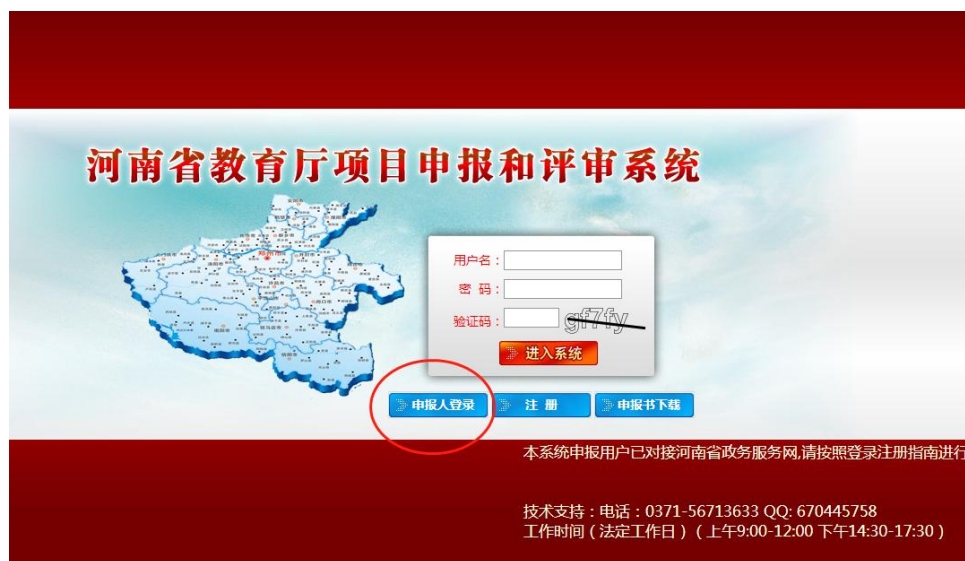 河南省教育厅项目申报和评审系统
郑州市
用户名：
密 码：
验证码：
gf7fy
进入系统
申报人登录
注 册
申报书下载
本系统申报用户已对接河南省政务服务网,请按照登录注册指南进行
技术支持：电话：0371-56713633 QQ: 670445758
工作时间（法定工作日）（上午9:00-12:00 下午14:30-17:30）